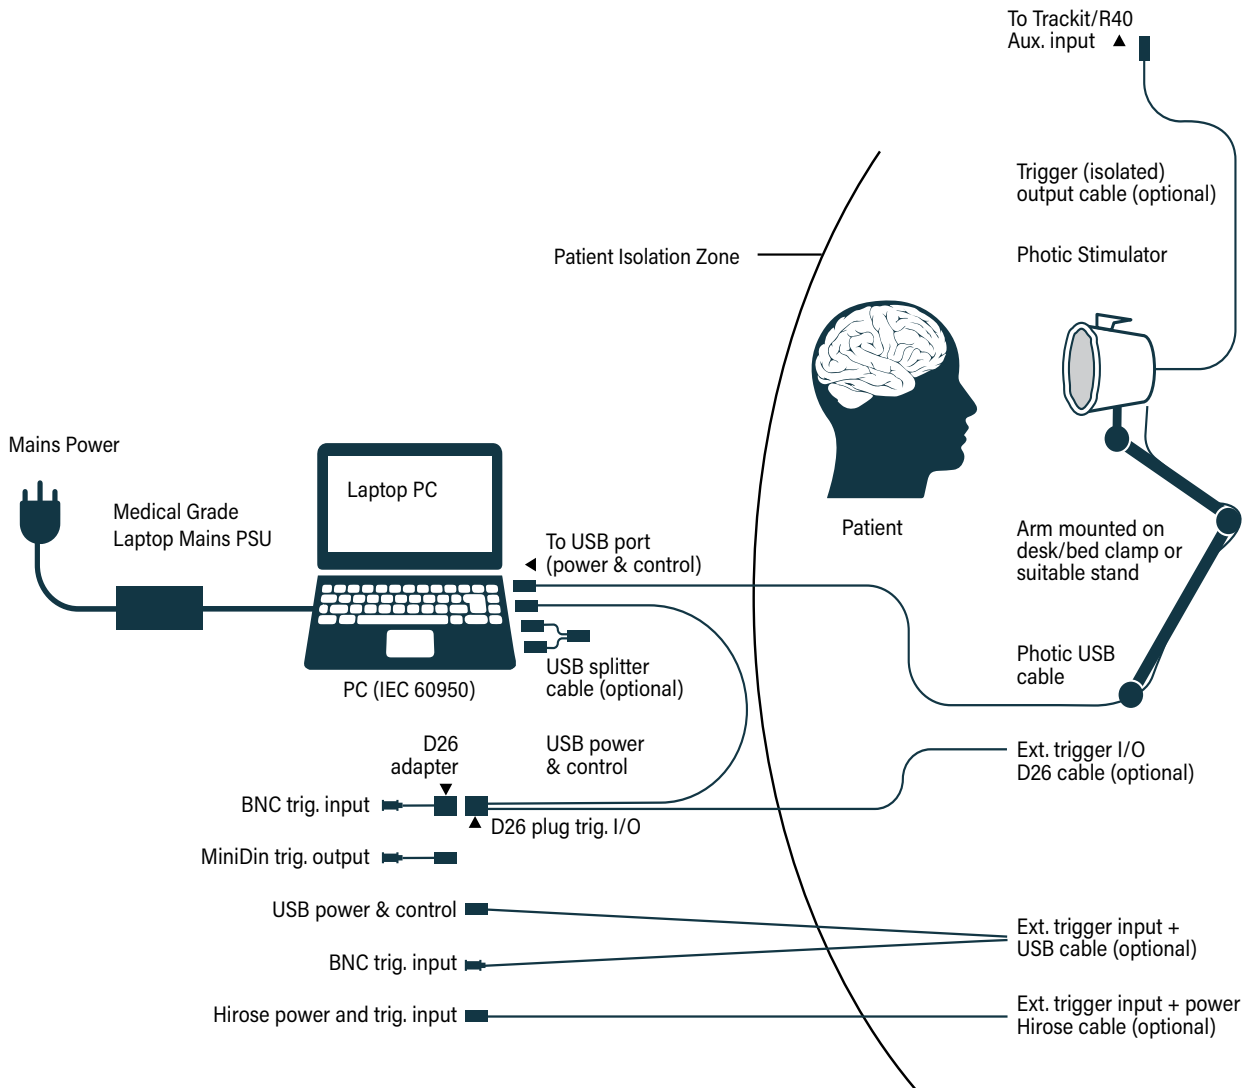 To Trackit/R40
Aux. input
Trigger (isolated)
output cable (optional)
Patient Isolation Zone
Photic Stimulator
Mains Power
Medical Grade
Laptop Mains PSU
Laptop PC
To USB port
(power & control)
Patient
Arm mounted on
desk/bed clamp or
suitable stand
USB splitter
cable (optional)
PC (IEC 60950)
Photic USB
cable
D26
adapter
USB power
& control
Ext. trigger I/O
D26 cable (optional)
BNC trig. input
D26 plug trig. I/O
MiniDin trig. output
USB power & control
Ext. trigger input +
USB cable (optional)
BNC trig. input
Hirose power and trig. input
Ext. trigger input + power
Hirose cable (optional)